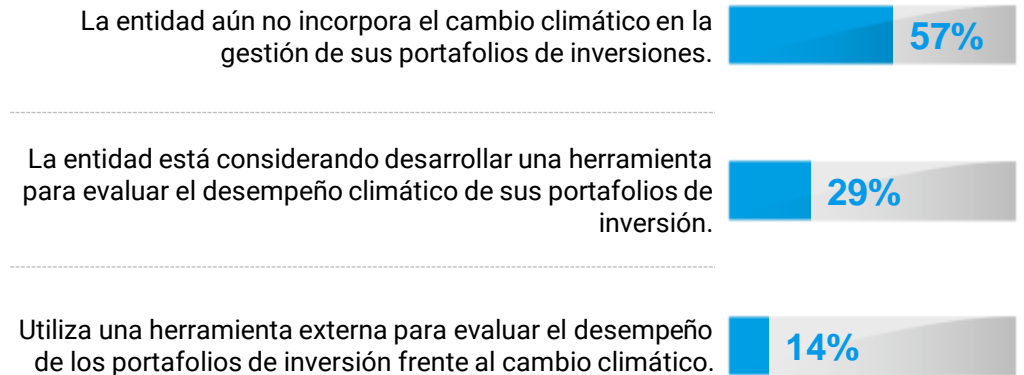 La entidad aún no incorpora el cambio climático en la
gestión de sus portafolios de inversiones.
57%
La entidad está considerando desarrollar una herramienta
para evaluar el desempeño climático de sus portafolios de
inversión.
29%
Utiliza una herramienta externa para evaluar el desempeño
de los portafolios de inversión frente al cambio climático.
14%